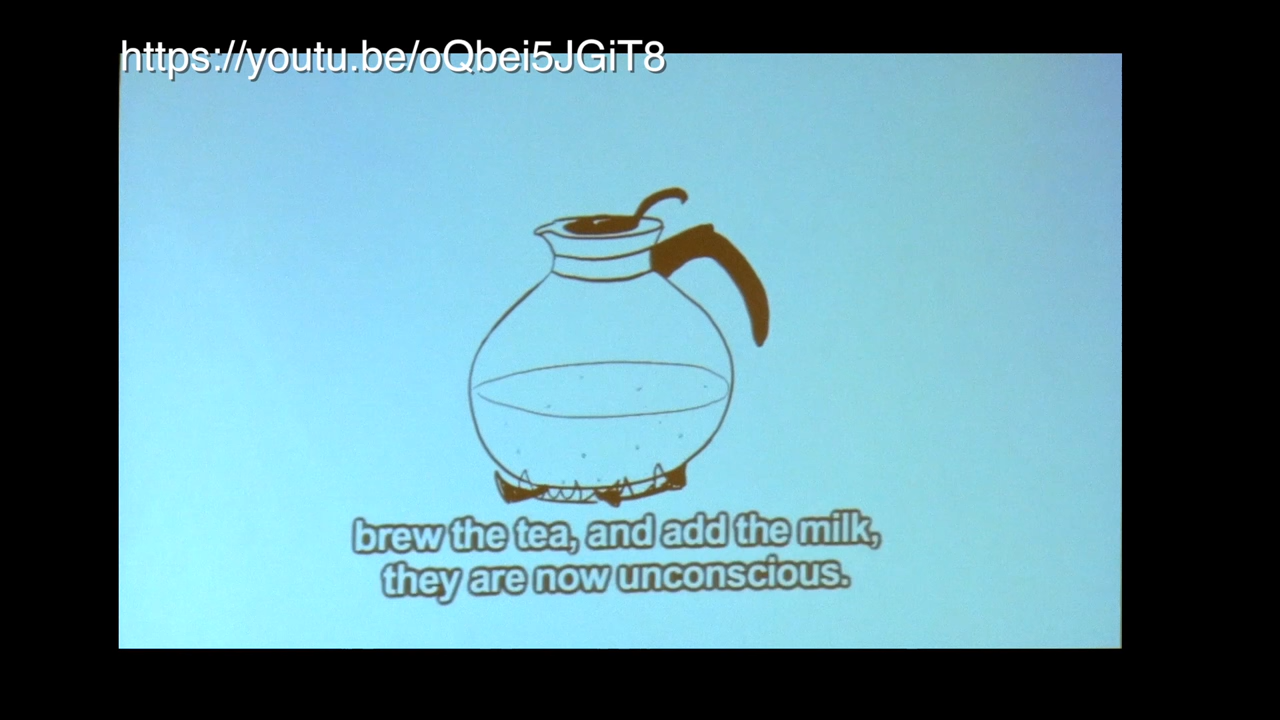 https://youtu.be/oQbei5JGiT8
brew the tea, and add the milk,
they are now unconscious.